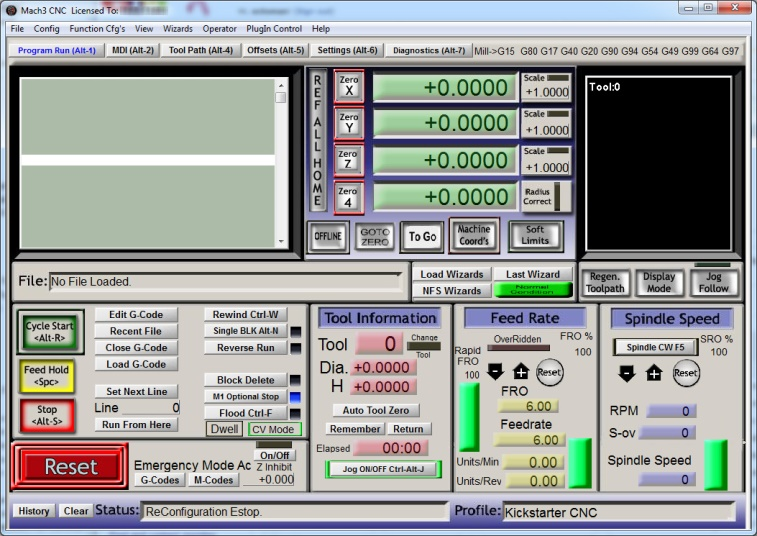 Mach3 CNC Licensed To:
File Config Function Cfg's View Wizards Operator PlugIn Control Help
Program Run (Alt-1) MDI (Alt-2) Tool Path (Alt-4) Offsets (Alt-5) Settings (Alt-6) Diagnostics (Alt-7) Mill->G15 G80 G17 G40 G20 G90 G94 G54 G49 G99 G64 G97
REF ALL HOME
Zero X +0.0000 Scale +1.0000
Zero Y +0.0000 Scale +1.0000
Zero Z +0.0000 Scale +1.0000
Zero 4 +0.0000 Radius Correct
OFFLINE GOTO ZERO To Go Machine Coord's Soft Limits
Tool:0
File: No File Loaded.
Load Wizards Last Wizard
NFS Wizards Normal Condition
Regen. Toolpath Display Mode Jog Follow
Cycle Start <Alt-R>
Feed Hold <Spc>
Stop <Alt-S>
Edit G-Code
Recent File
Close G-Code
Load G-Code
Set Next Line
Line 0
Run From Here
Rewind Ctrl-W
Single BLK Alt-N
Reverse Run
Block Delete
M1 Optional Stop
Flood Ctrl-F
Dwell CV Mode
Reset
Emergency Mode Ac
G-Codes M-Codes
On/Off
Z Inhibit
+0.000
Tool Information
Tool 0 Change Tool
Dia. +0.0000
H +0.0000
Auto Tool Zero
Remember Return
Elapsed 00:00
Jog ON/OFF Ctrl-Alt-J
Feed Rate
OverRidden FRO %
100
Rapid FRO
100
Reset
FRO
6.00
Feedrate
6.00
Units/Min 0.00
Units/Rev 0.00
Spindle Speed
Spindle CW F5 SRO %
100
Reset
RPM 0
S-ov 0
Spindle Speed
0
History Clear Status: ReConfiguration Estop. Profile: Kickstarter CNC